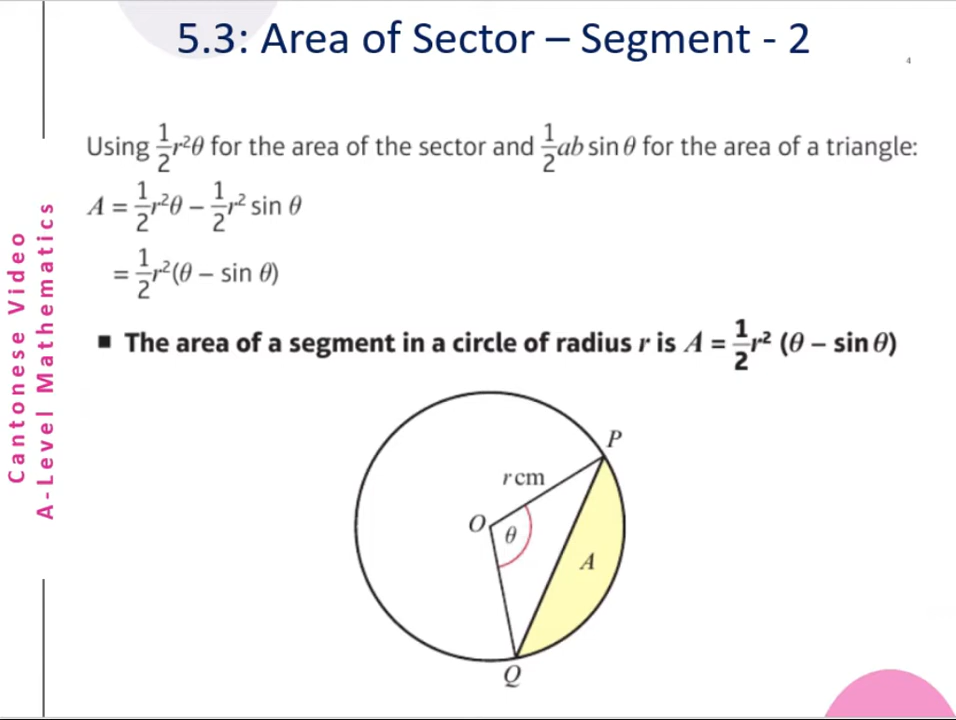 5.3: Area of Sector – Segment - 2
4
Using 1/2 r²θ for the area of the sector and 1/2 ab sin θ for the area of a triangle:
A = 1/2 r²θ – 1/2 r² sin θ
= 1/2 r²(θ – sin θ)
■ The area of a segment in a circle of radius r is A = 1/2 r² (θ – sin θ)
P
r cm
O
θ
A
Q
Cantonese Video
A-Level Mathematics